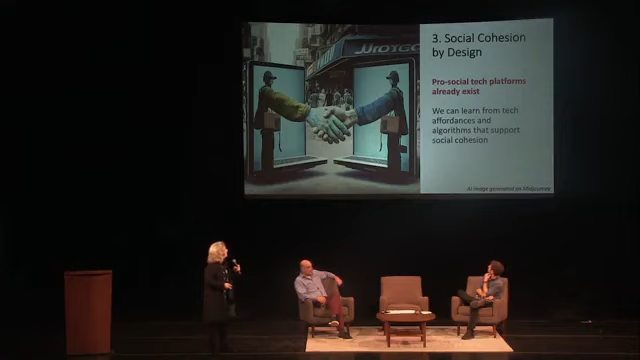 3. Social Cohesion
by Design
Pro-social tech platforms
already exist
We can learn from tech
affordances and
algorithms that support
social cohesion
AI image generated on Midjourney